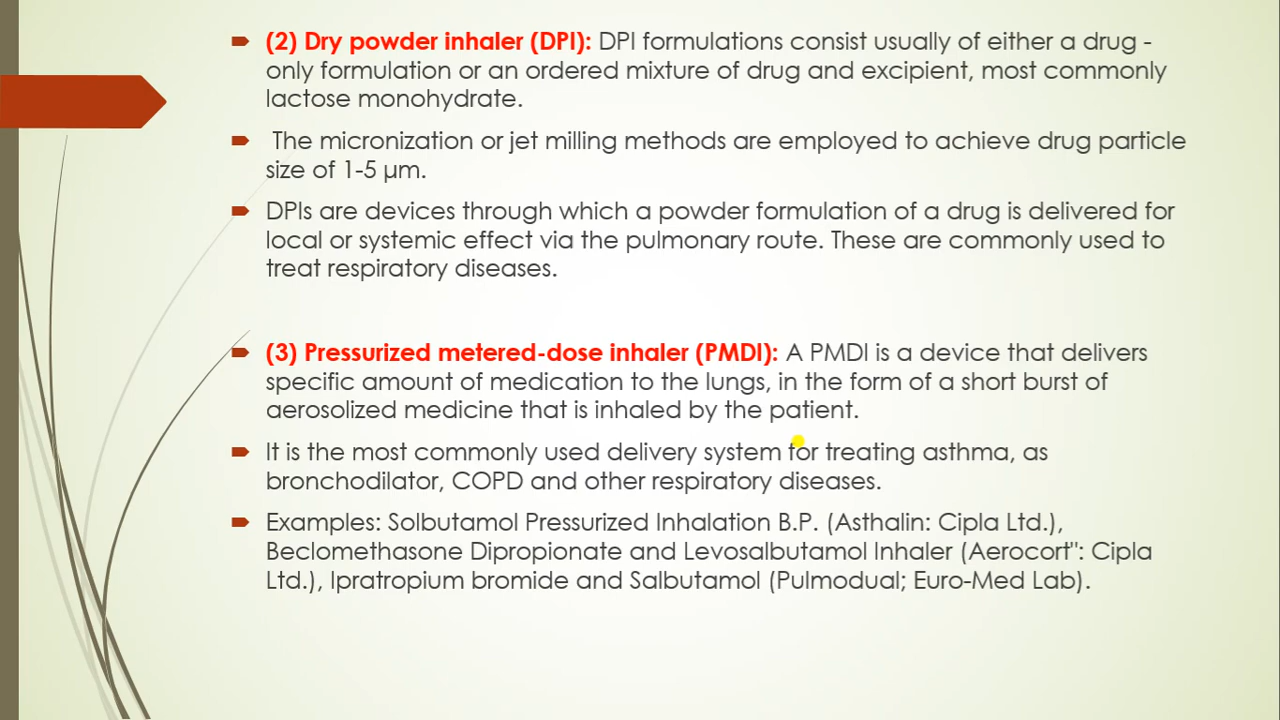 (2) Dry powder inhaler (DPI): DPI formulations consist usually of either a drug -
only formulation or an ordered mixture of drug and excipient, most commonly
lactose monohydrate.
The micronization or jet milling methods are employed to achieve drug particle
size of 1-5 µm.
DPIs are devices through which a powder formulation of a drug is delivered for
local or systemic effect via the pulmonary route. These are commonly used to
treat respiratory diseases.
(3) Pressurized metered-dose inhaler (PMDI): A PMDI is a device that delivers
specific amount of medication to the lungs, in the form of a short burst of
aerosolized medicine that is inhaled by the patient.
It is the most commonly used delivery system for treating asthma, as
bronchodilator, COPD and other respiratory diseases.
Examples: Solbutamol Pressurized Inhalation B.P. (Asthalin: Cipla Ltd.),
Beclomethasone Dipropionate and Levosalbutamol Inhaler (Aerocort": Cipla
Ltd.), Ipratropium bromide and Salbutamol (Pulmodual; Euro-Med Lab).